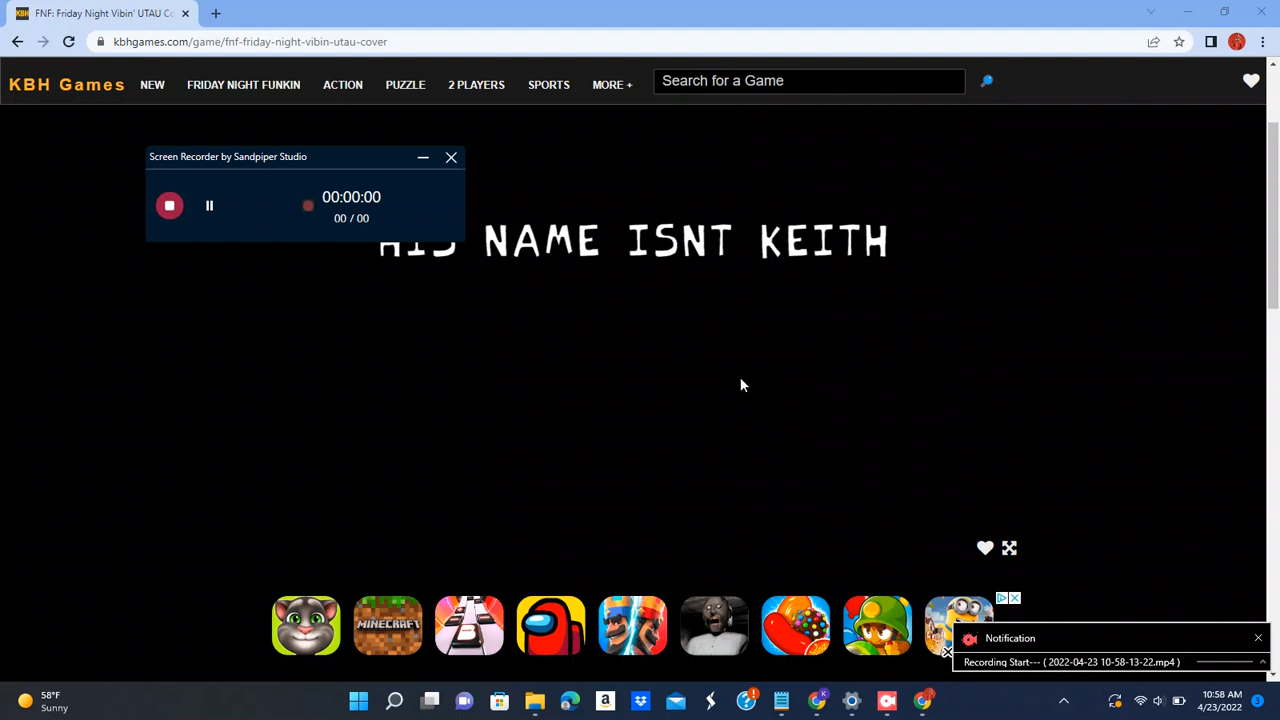 FNF: Friday Night Vibin' UTAU C
kbhgames.com/game/fnf-friday-night-vibin-utau-cover
KBH Games NEW FRIDAY NIGHT FUNKIN ACTION PUZZLE 2 PLAYERS SPORTS MORE + Search for a Game
Screen Recorder by Sandpiper Studio
00:00:00
00 / 00
HIS NAME ISNT KEITH
MINECRAFT
Notification
Recording Start--- ( 2022-04-23 10-58-13-22.mp4 )
58°F
Sunny
10:58 AM
4/23/2022
3